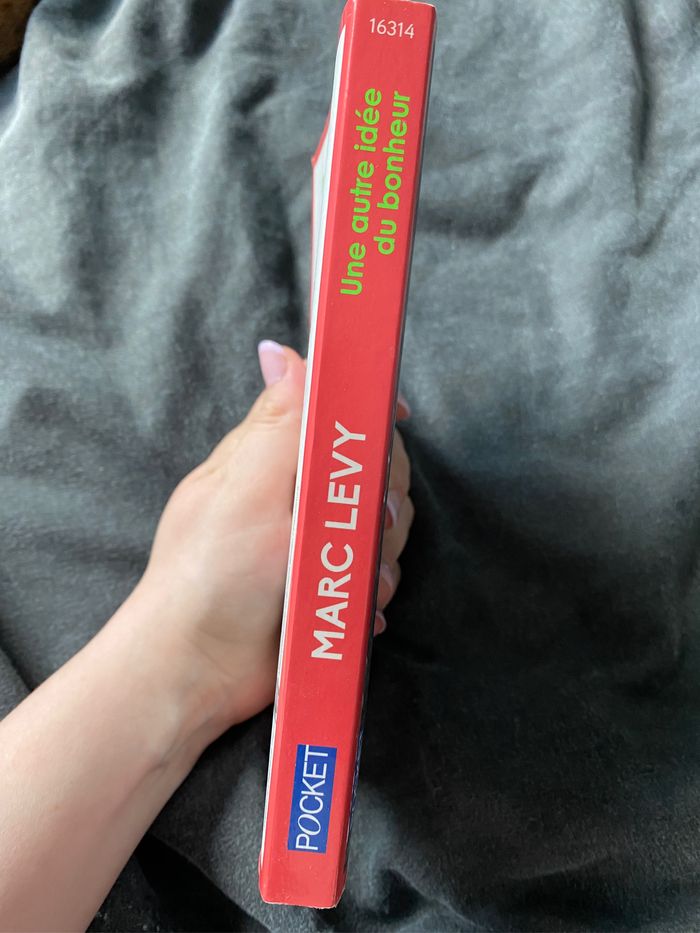 16314
Une autre idée
du bonheur
MARC LEVY
POCKET